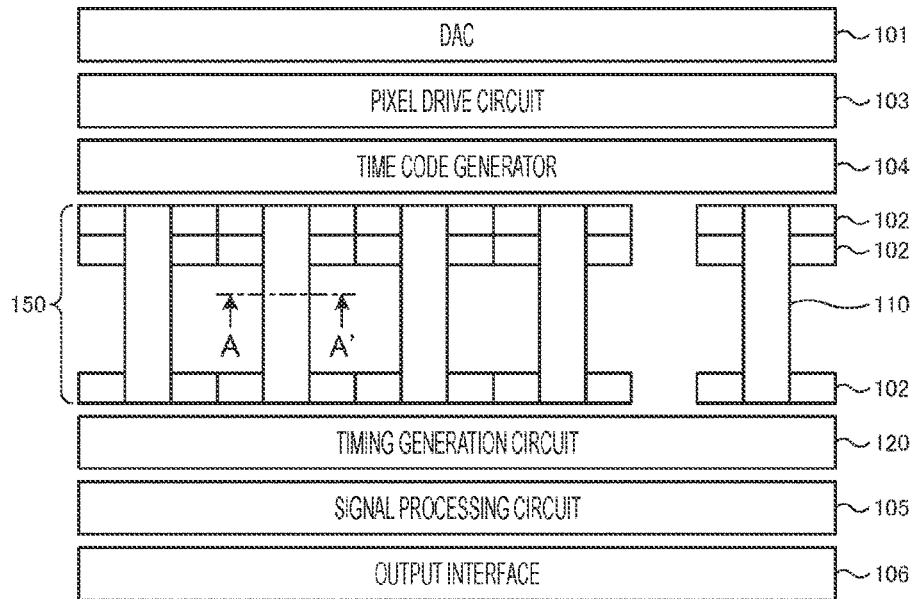 DAC 101
PIXEL DRIVE CIRCUIT 103
TIME CODE GENERATOR 104
102
102
150
110
A A'
102
TIMING GENERATION CIRCUIT 120
SIGNAL PROCESSING CIRCUIT 105
OUTPUT INTERFACE 106